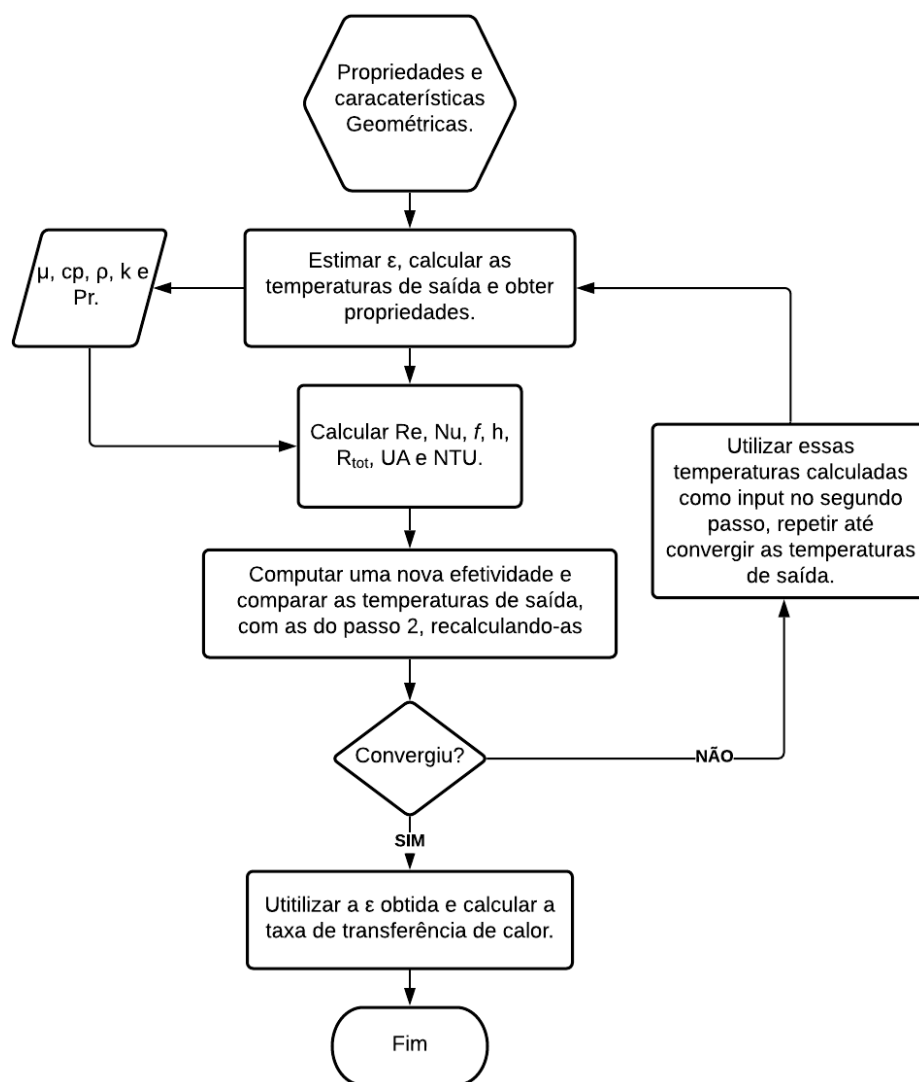 Propriedades e
caracaterísticas
Geométricas.
Estimar ε, calcular as
temperaturas de saída e obter
propriedades.
μ, cp, ρ, k e
Pr.
Calcular Re, Nu, f, h,
Rtot, UA e NTU.
Utilizar essas
temperaturas calculadas
como input no segundo
passo, repetir até
convergir as temperaturas
de saída.
Computar uma nova efetividade e
comparar as temperaturas de saída,
com as do passo 2, recalculando-as
Convergiu?
NÃO
SIM
Utitilizar a ε obtida e calcular a
taxa de transferência de calor.
Fim